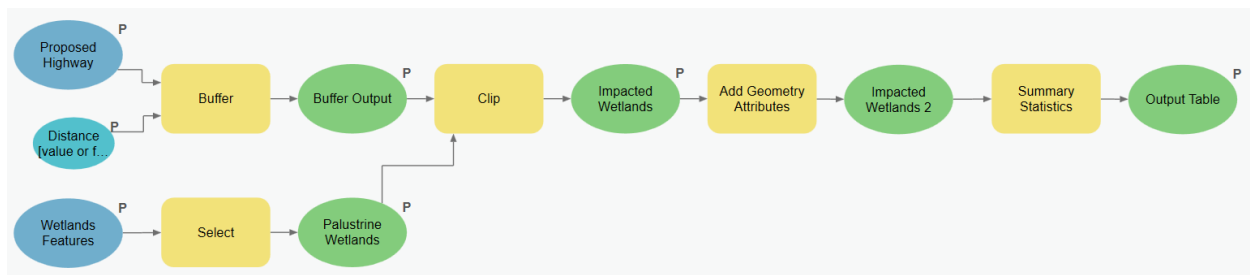 Proposed
Highway
P
Buffer
Buffer Output
P
Clip
Impacted
Wetlands
P
Add Geometry
Attributes
Impacted
Wetlands 2
Summary
Statistics
Output Table
P
Distance
[value or f...
P
Wetlands
Features
P
Select
Palustrine
Wetlands
P